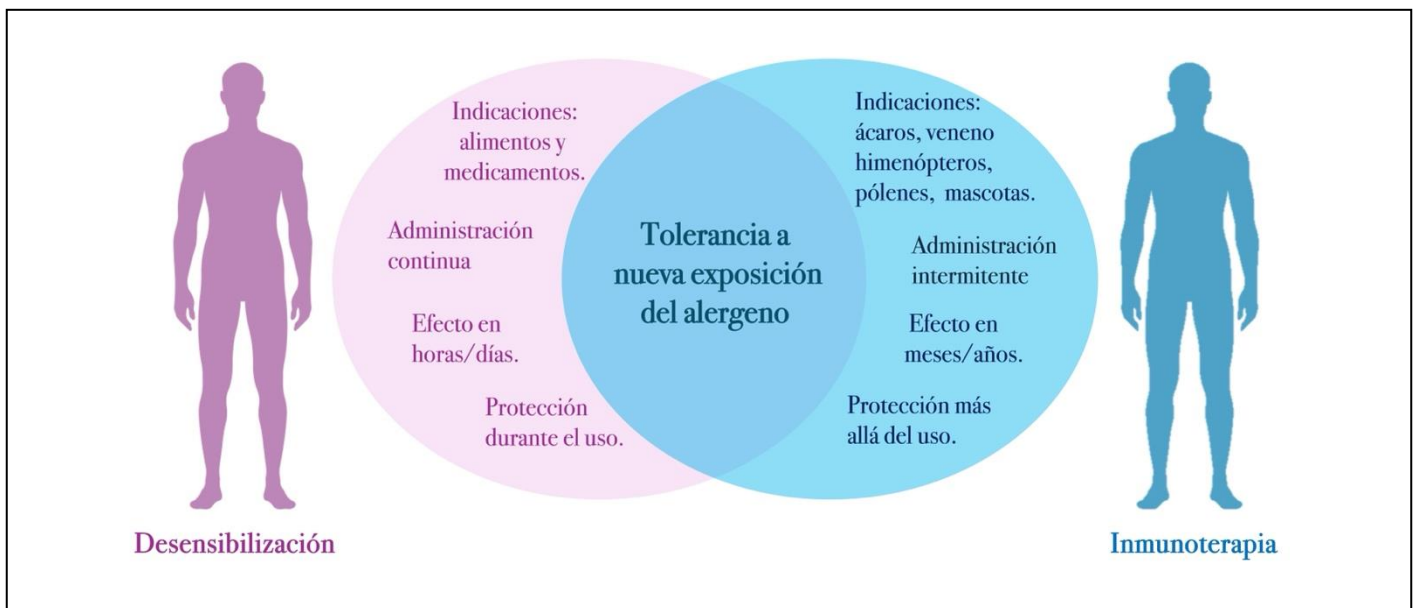 Indicaciones:
alimentos y
medicamentos.
Administración
continua
Efecto en
horas/días.
Protección
durante el uso.
Tolerancia a
nueva exposición
del alergeno
Indicaciones:
ácaros, veneno
himenópteros,
pólenes, mascotas.
Administración
intermitente
Efecto en
meses/años.
Protección más
allá del uso.
Desensibilización
Inmunoterapia